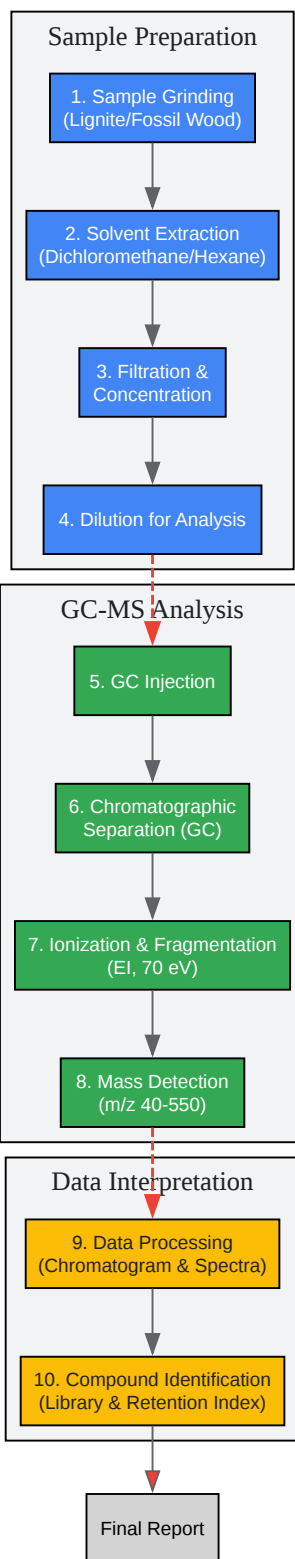 Sample Preparation
1. Sample Grinding
(Lignite/Fossil Wood)
2. Solvent Extraction
(Dichloromethane/Hexane)
3. Filtration &
Concentration
4. Dilution for Analysis
GC-MS Analysis
5. GC Injection
6. Chromatographic
Separation (GC)
7. Ionization & Fragmentation
(EI, 70 eV)
8. Mass Detection
(m/z 40-550)
Data Interpretation
9. Data Processing
(Chromatogram & Spectra)
10. Compound Identification
(Library & Retention Index)
Final Report